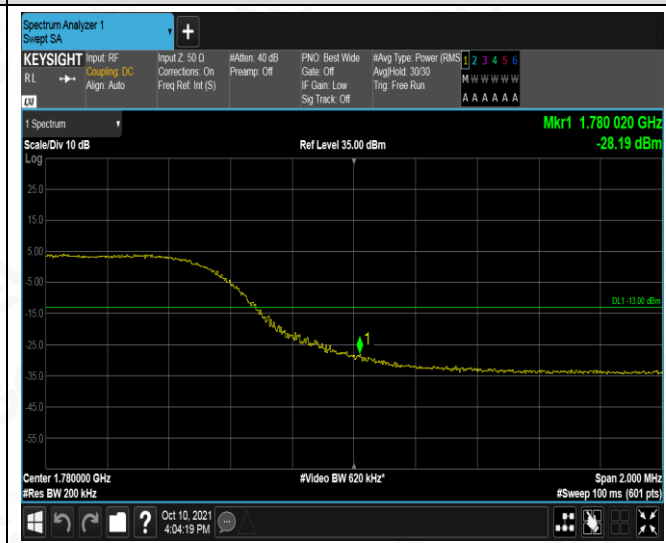 Spectrum Analyzer 1
Swept SA
+
KEYSIGHT
RL
LXI
Input: RF
Coupling: DC
Align: Auto
Input Z: 50 Ω
Corrections: On
Freq Ref: Int (S)
#Atten: 40 dB
Preamp: Off
PNO: Best Wide
Gate: Off
IF Gain: Low
Sig Track: Off
#Avg Type: Power (RMS
Avg|Hold: 30/30
Trig: Free Run
1 2 3 4 5 6
M W W W W W
A A A A A A
1 Spectrum
Scale/Div 10 dB
Log
Ref Level 35.00 dBm
Mkr1 1.780 020 GHz
-28.19 dBm
25.0
15.0
5.00
-5.00
DL1 -13.00 dBm
-15.0
-25.0
1
-35.0
-45.0
-55.0
Center 1.780000 GHz
#Video BW 620 kHz*
Span 2.000 MHz
#Res BW 200 kHz
#Sweep 100 ms (601 pts)
?
Oct 10, 2021
4:04:19 PM